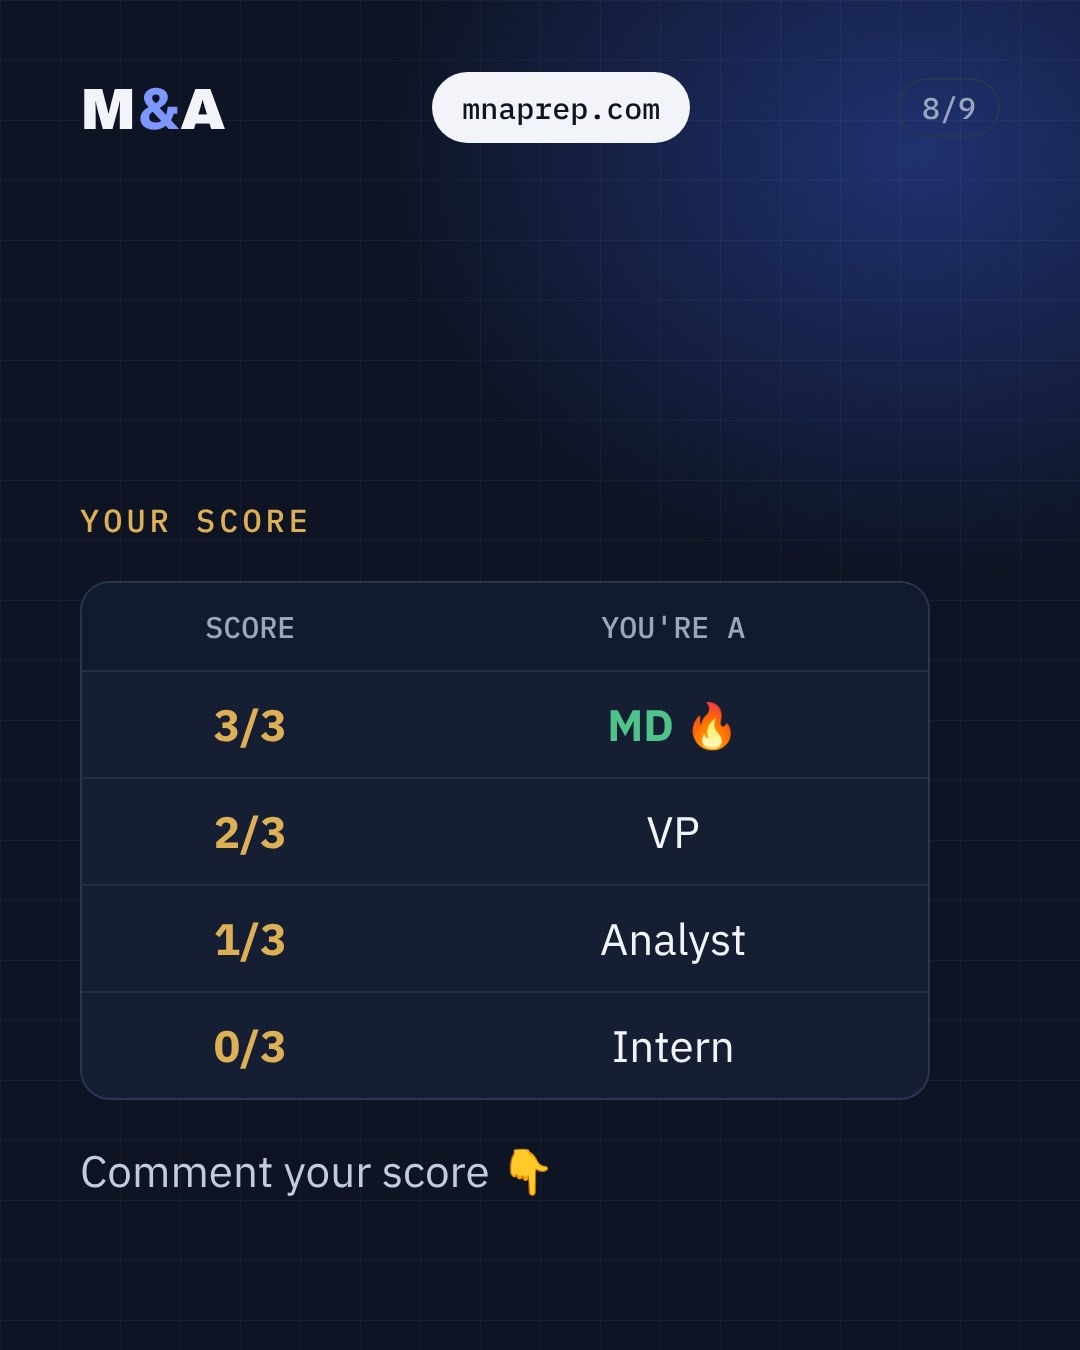 M&A
mnaprep.com
8/9
YOUR SCORE
SCORE YOU'RE A
3/3 MD 🔥
2/3 VP
1/3 Analyst
0/3 Intern
Comment your score 👇